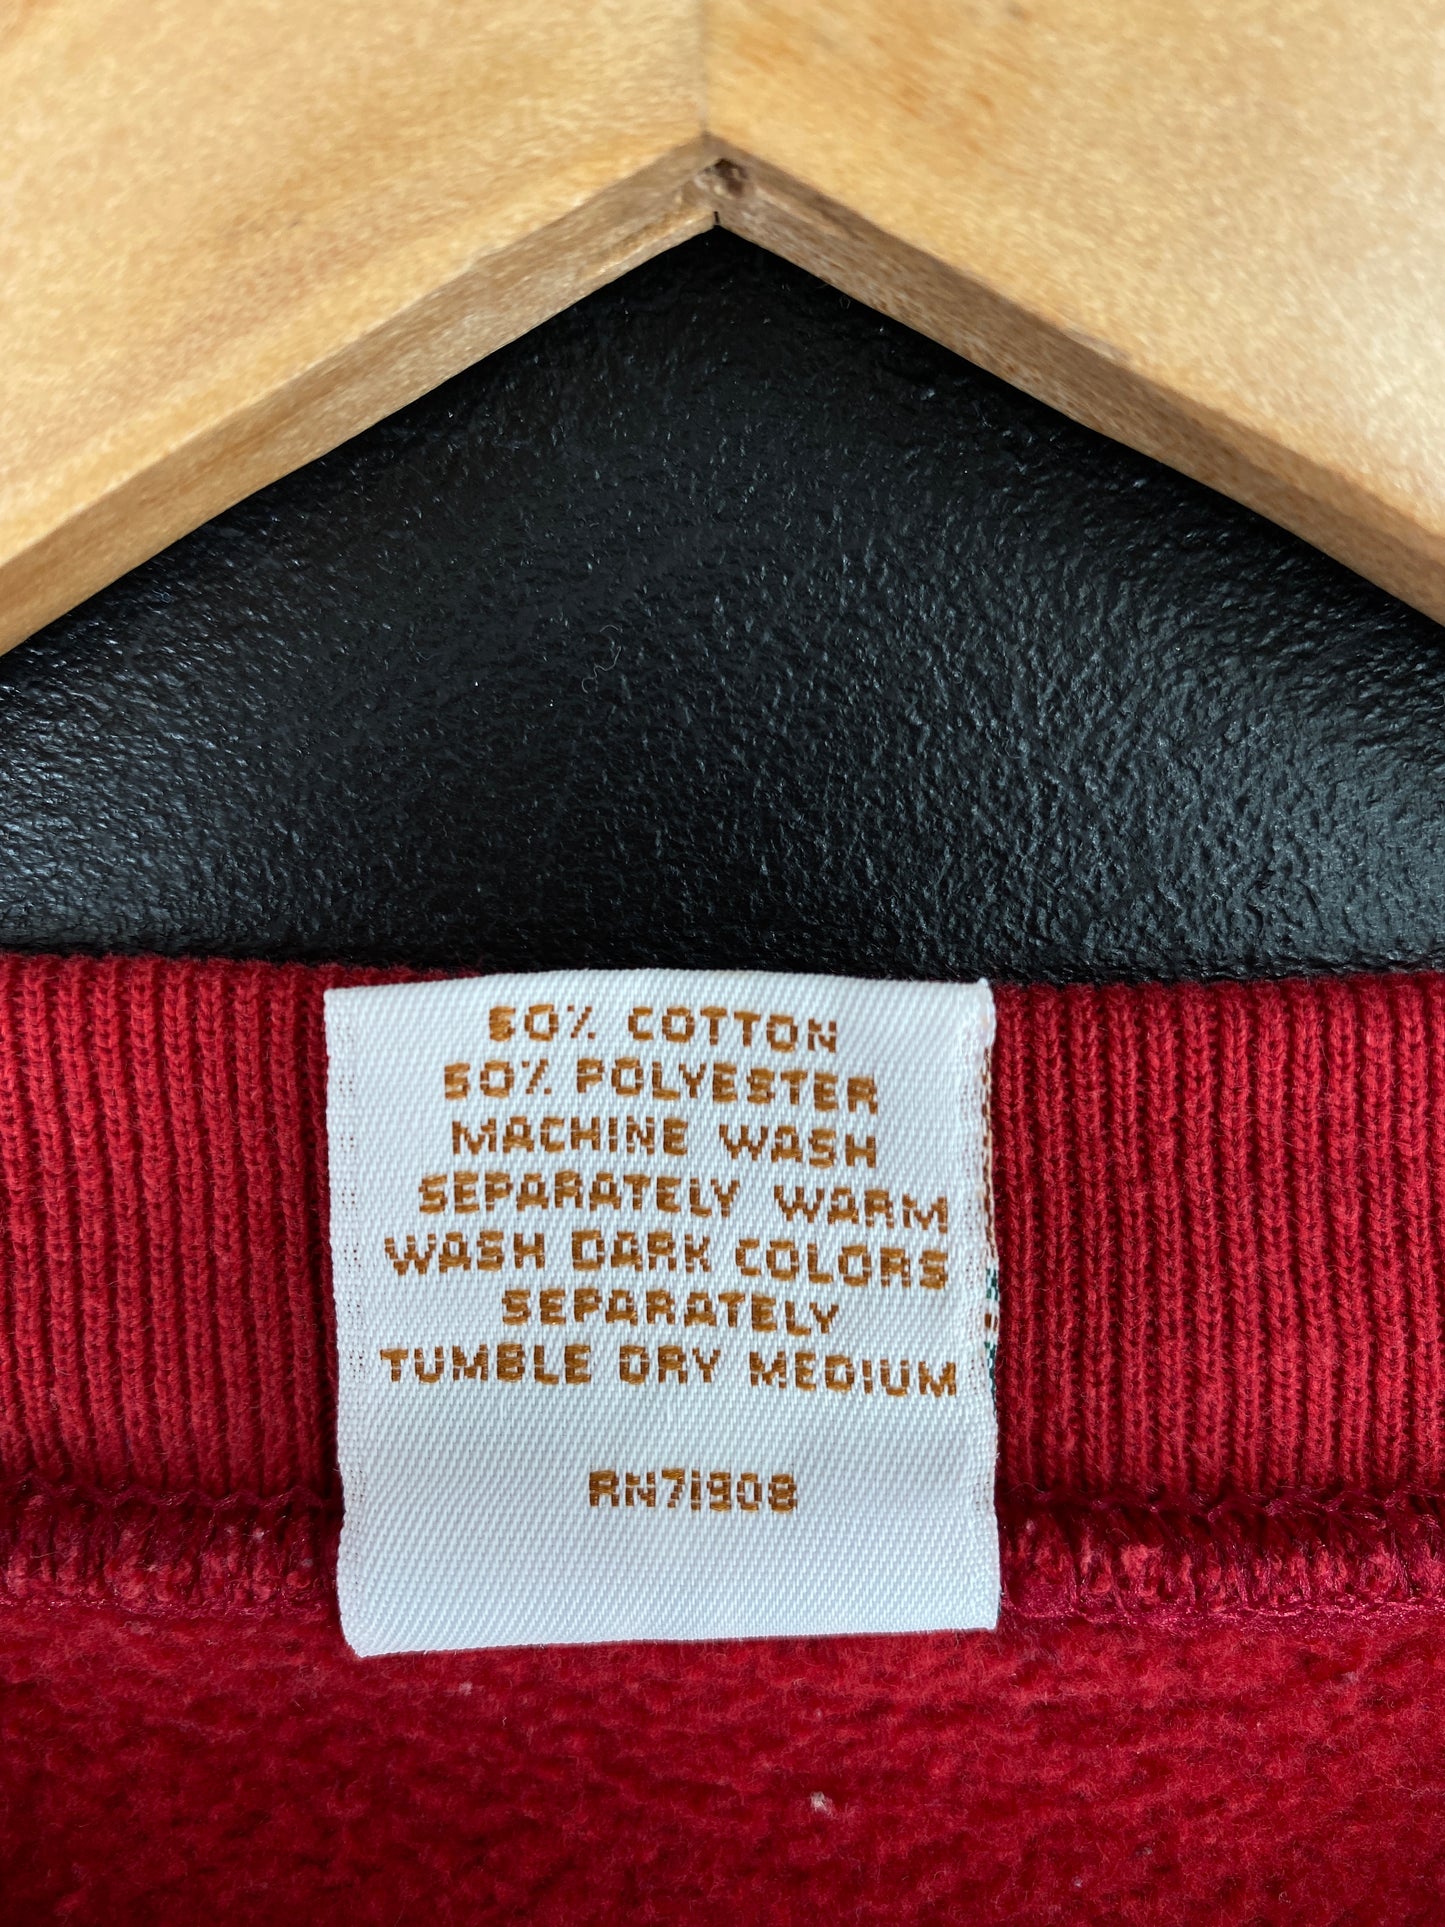 50% COTTON
50% POLYESTER
MACHINE WASH
SEPARATELY WARM
WASH DARK COLORS
SEPARATELY
TUMBLE DRY MEDIUM
RN71908